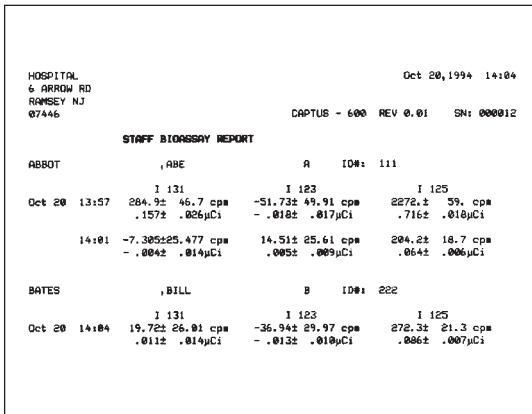 HOSPITAL Oct 20,1994 14:04
6 ARROW RD
RAMSEY NJ
07446 CAPTUS - 600 REV 0.01 SN: 000012
STAFF BIOASSAY REPORT
ABBOT ,ABE A ID#: 111
I 131 I 123 I 125
Oct 20 13:57 284.9± 46.7 cpm -51.73± 49.91 cpm 2272.± 59. cpm
.157± .026µCi - .018± .017µCi .716± .018µCi
14:01 -7.305±25.477 cpm 14.51± 25.61 cpm 204.2± 18.7 cpm
- .004± .014µCi .005± .009µCi .064± .006µCi
BATES ,BILL B ID#: 222
I 131 I 123 I 125
Oct 20 14:04 19.72± 26.01 cpm -36.94± 29.97 cpm 272.3± 21.3 cpm
.011± .014µCi - .013± .010µCi .086± .007µCi